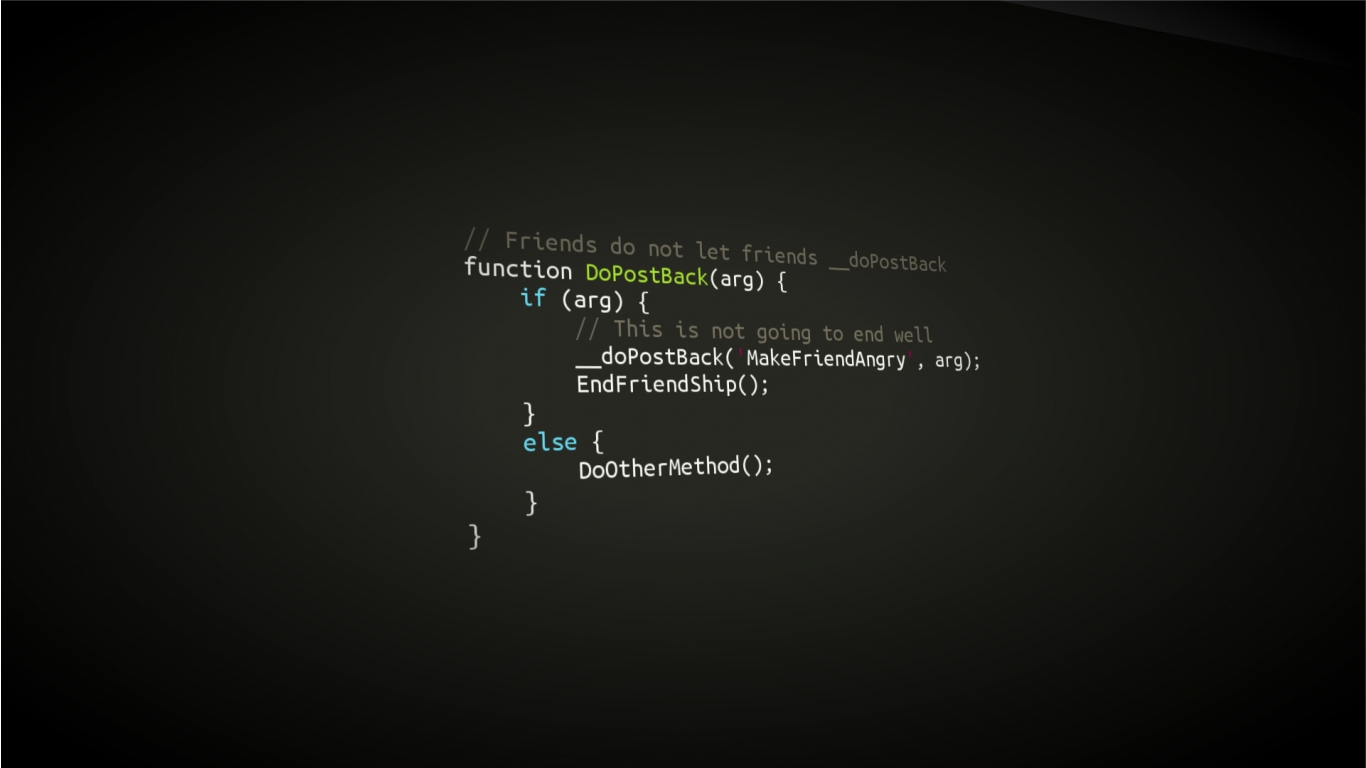 // Friends do not let friends __doPostBack
function DoPostBack(arg) {
if (arg) {
// This is not going to end well
__doPostBack('MakeFriendAngry', arg);
EndFriendShip();
}
else {
DoOtherMethod();
}
}